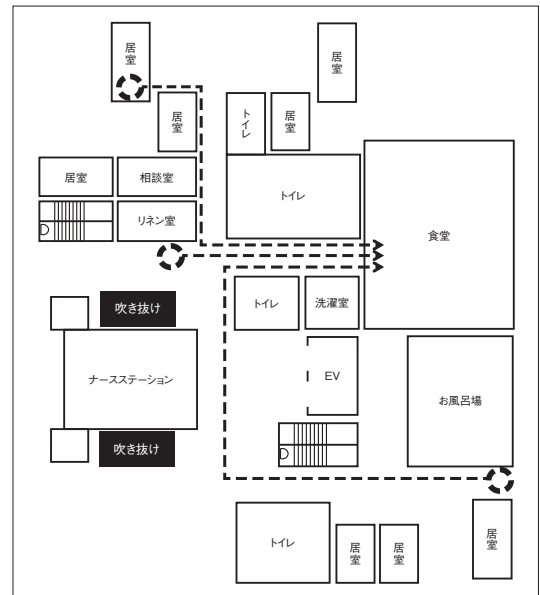 居室
居室
居室
トイレ
居室
居室
相談室
トイレ
リネン室
食堂
吹き抜け
トイレ
洗濯室
ナースステーション
EV
お風呂場
吹き抜け
トイレ
居室
居室
居室